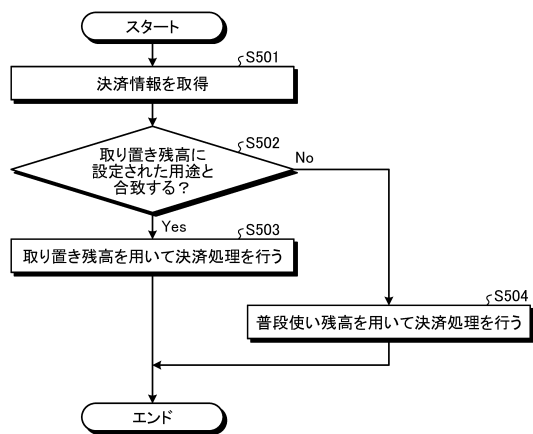 スタート
S501
決済情報を取得
S502
取り置き残高に
設定された用途と
合致する？
No
Yes
S503
取り置き残高を用いて決済処理を行う
S504
普段使い残高を用いて決済処理を行う
エンド